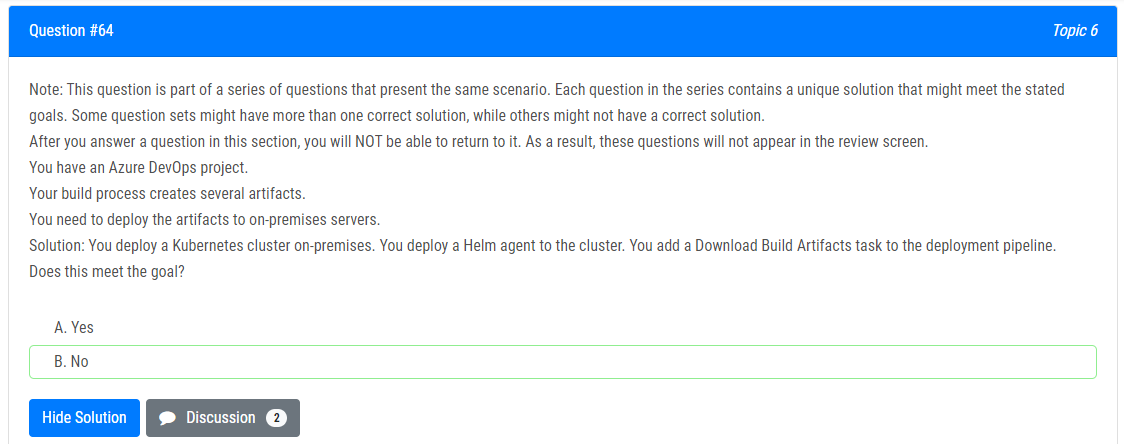 Question #64
Topic 6
Note: This question is part of a series of questions that present the same scenario. Each question in the series contains a unique solution that might meet the stated
goals. Some question sets might have more than one correct solution, while others might not have a correct solution.
After you answer a question in this section, you will NOT be able to return to it. As a result, these questions will not appear in the review screen.
You have an Azure DevOps project.
Your build process creates several artifacts.
You need to deploy the artifacts to on-premises servers.
Solution: You deploy a Kubernetes cluster on-premises. You deploy a Helm agent to the cluster. You add a Download Build Artifacts task to the deployment pipeline.
Does this meet the goal?
A. Yes
B. No
Hide Solution
Discussion 2